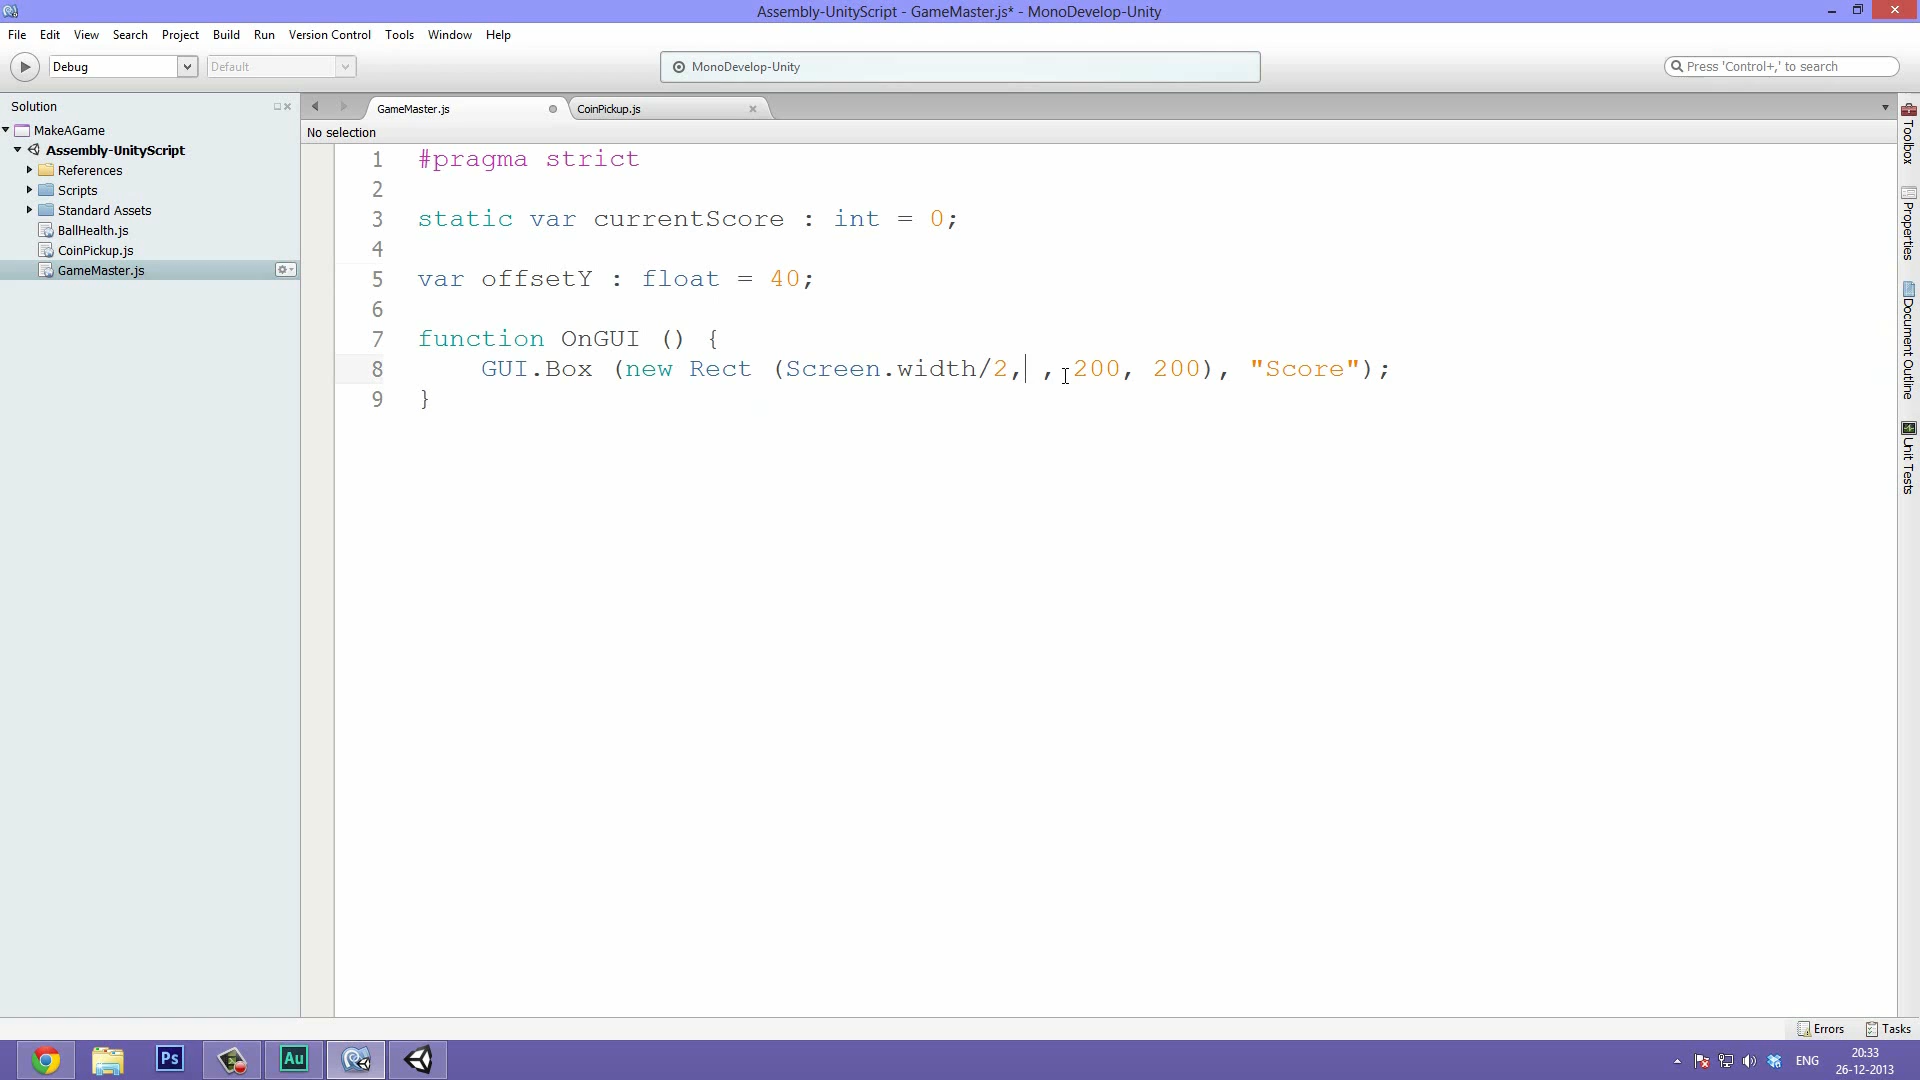 Assembly-UnityScript - GameMaster.js* - MonoDevelop-Unity
File Edit View Search Project Build Run Version Control Tools Window Help
Debug Default MonoDevelop-Unity Press 'Control+,' to search
Solution
MakeAGame
Assembly-UnityScript
References
Scripts
Standard Assets
BallHealth.js
CoinPickup.js
GameMaster.js
GameMaster.js CoinPickup.js
No selection
1 #pragma strict
2
3 static var currentScore : int = 0;
4
5 var offsetY : float = 40;
6
7 function OnGUI () {
8 GUI.Box (new Rect (Screen.width/2, , 200, 200), "Score");
9 }
Toolbox
Properties
Document Outline
Unit Tests
Errors Tasks
Ps Au ENG 20:33
26-12-2013